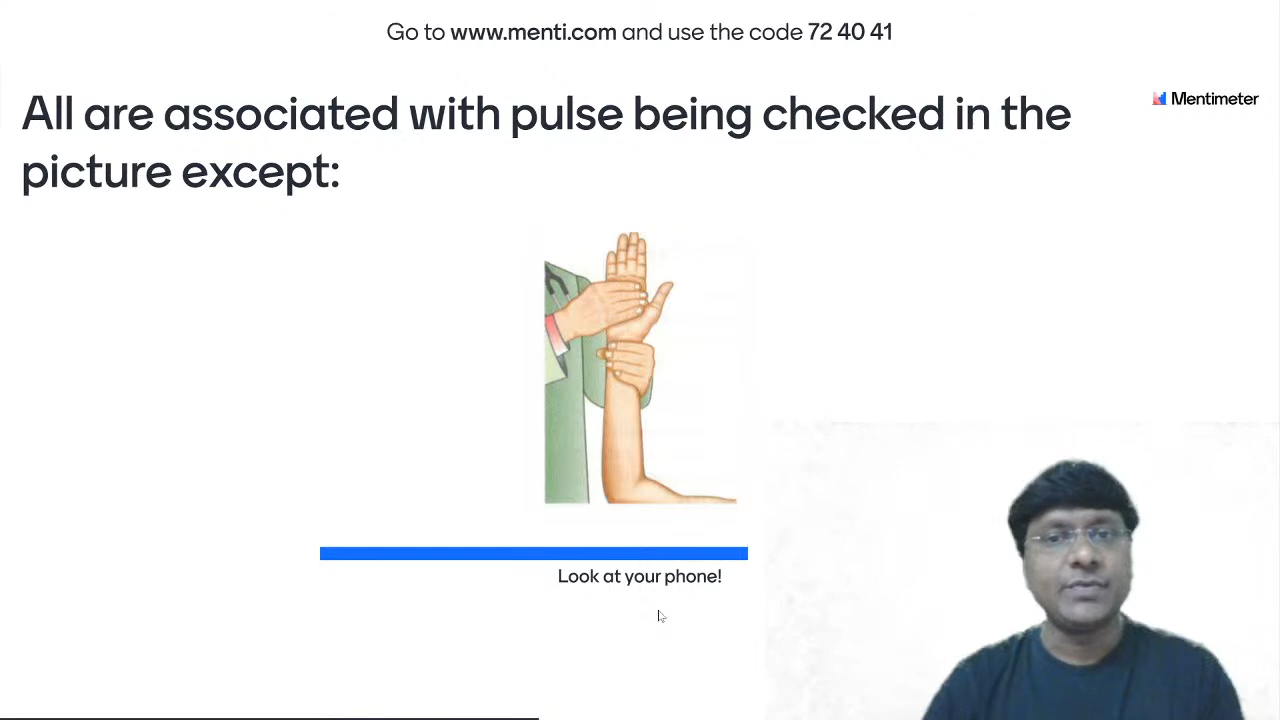 Go to www.menti.com and use the code 72 40 41
All are associated with pulse being checked in the
picture except:
Mentimeter
Look at your phone!